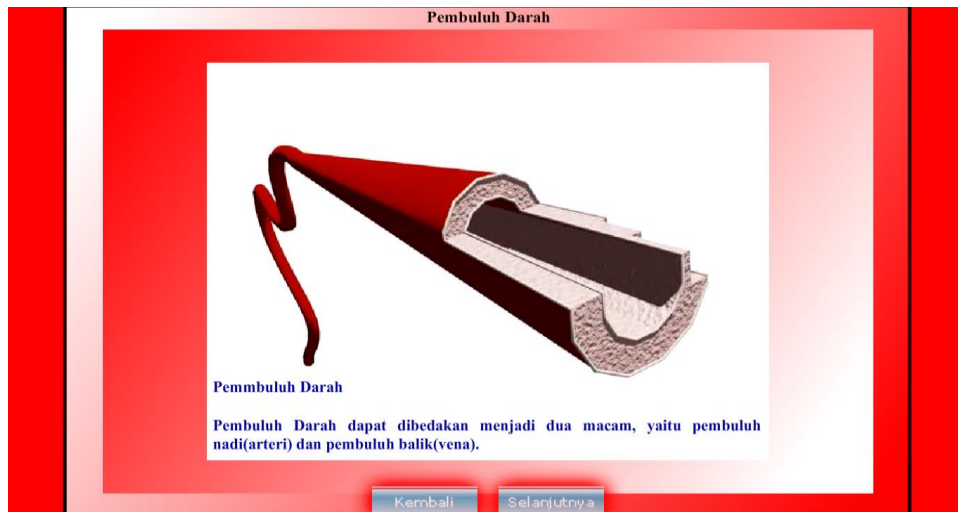 Pembuluh Darah
Pemmbuluh Darah
Pembuluh Darah dapat dibedakan menjadi dua macam, yaitu pembuluh
nadi(arteri) dan pembuluh balik(vena).
Kembali
Selanjutnya